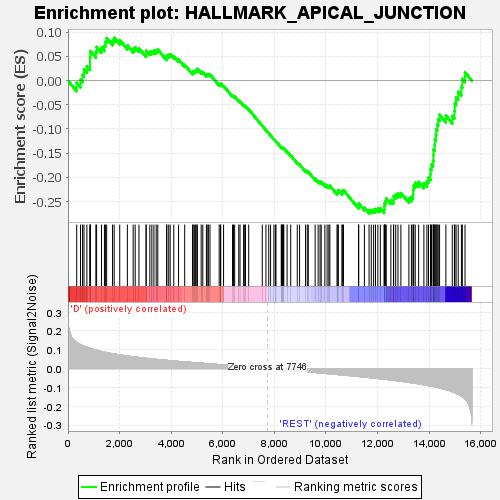 Enrichment plot: HALLMARK_APICAL_JUNCTION
Enrichment score (ES)
0.10
0.05
0.00
-0.05
-0.10
-0.15
-0.20
-0.25
'D' (positively correlated)
Ranked list metric (Signal2Noise)
0.3
0.2
0.1
0.0
-0.1
-0.2
-0.3
Zero cross at 7746
'REST' (negatively correlated)
0
2,000
4,000
6,000
8,000
10,000
12,000
14,000
16,000
Rank in Ordered Dataset
Enrichment profile
Hits
Ranking metric scores